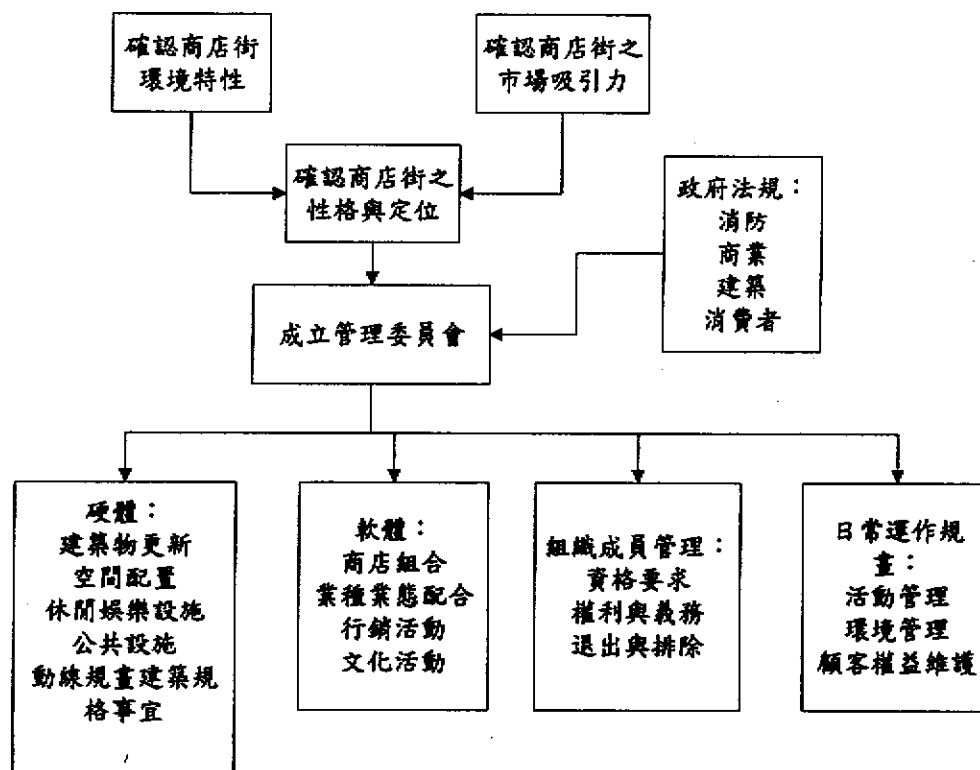 確認商店街
環境特性
確認商店街之
市場吸引力
確認商店街之
性格與定位
政府法規：
消防
商業
建築
消費者
成立管理委員會
硬體：
建築物更新
空間配置
休閒娛樂設施
公共設施
動線規畫建築規
格事宜
軟體：
商店組合
業種業態配合
行銷活動
文化活動
組織成員管理：
資格要求
權利與義務
退出與排除
日常運作規
畫：
活動管理
環境管理
顧客權益維護